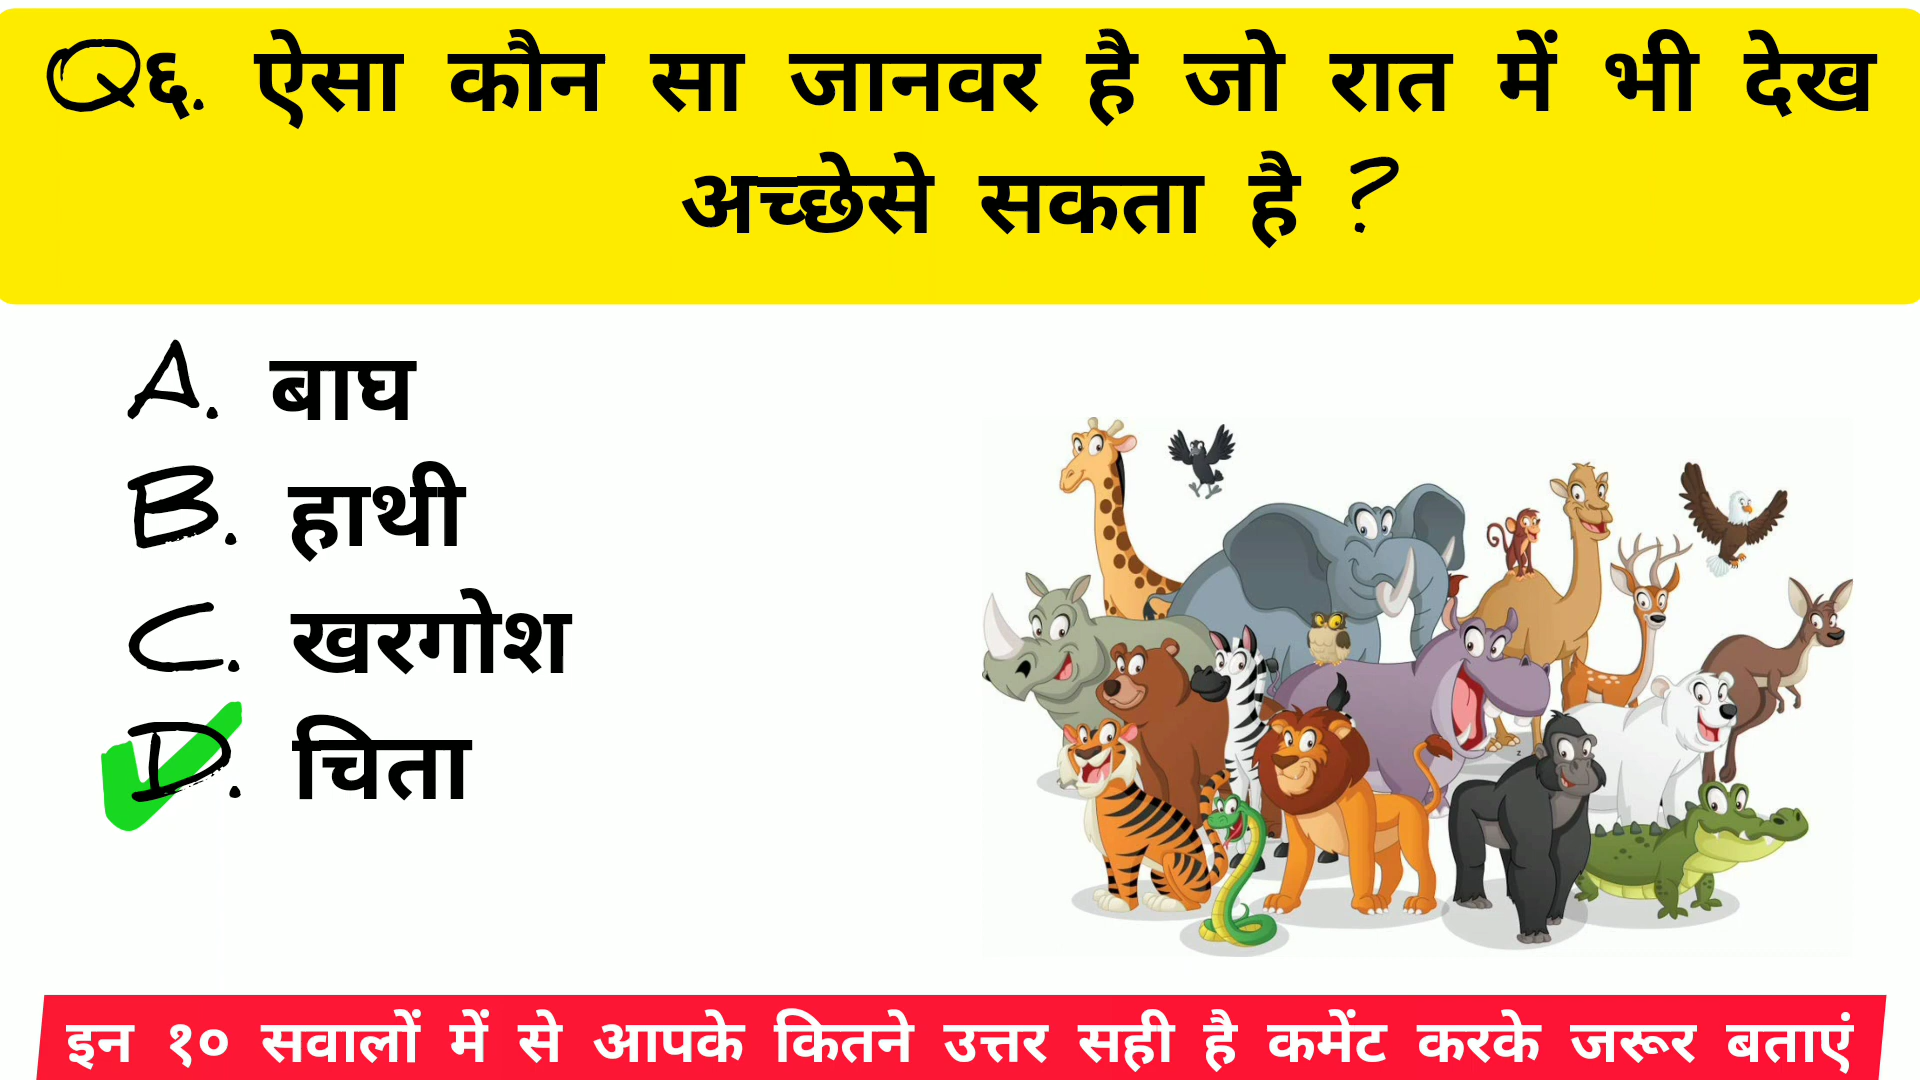 Q६. ऐसा कौन सा जानवर है जो रात में भी देख
अच्छेसे सकता है ?
A. बाघ
B. हाथी
C. खरगोश
D. चिता
इन १० सवालों में से आपके कितने उत्तर सही है कमेंट करके जरूर बताएं